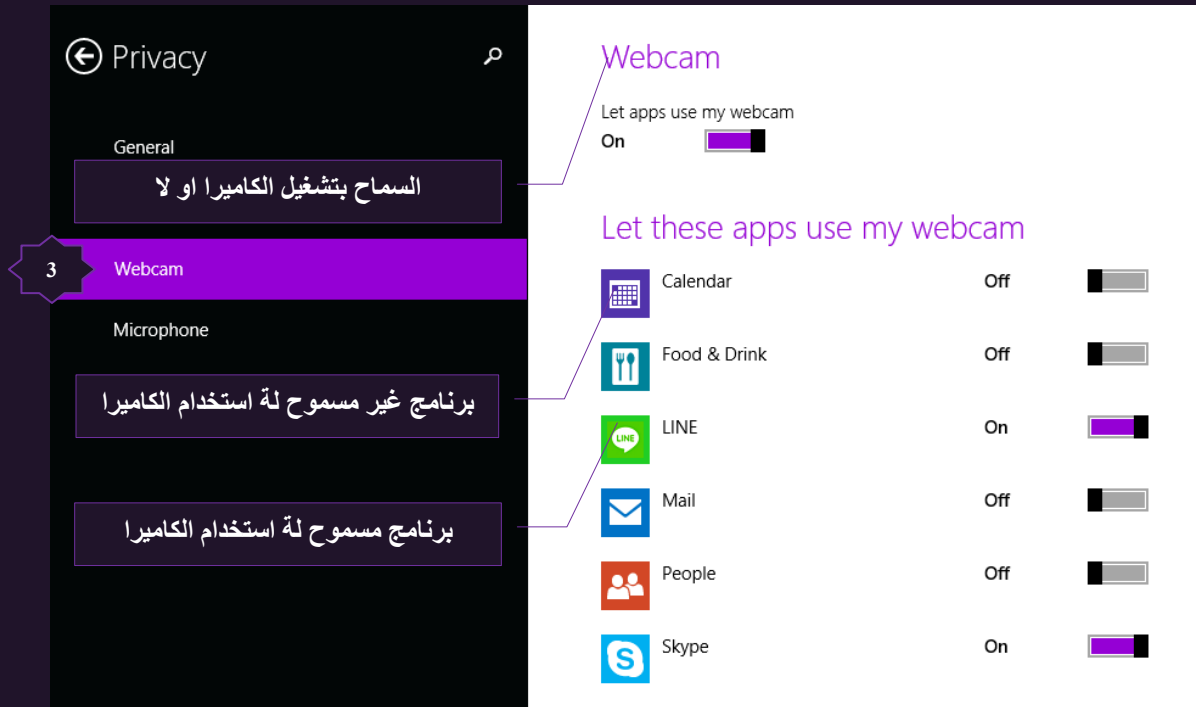 Privacy
General
السماح بتشغيل الكاميرا او لا
3
Webcam
Microphone
برنامج غير مسموح لة استخدام الكاميرا
برنامج مسموح لة استخدام الكاميرا
Webcam
Let apps use my webcam
On
Let these apps use my webcam
Calendar Off
Food & Drink Off
LINE LINE On
Mail Off
People Off
Skype On